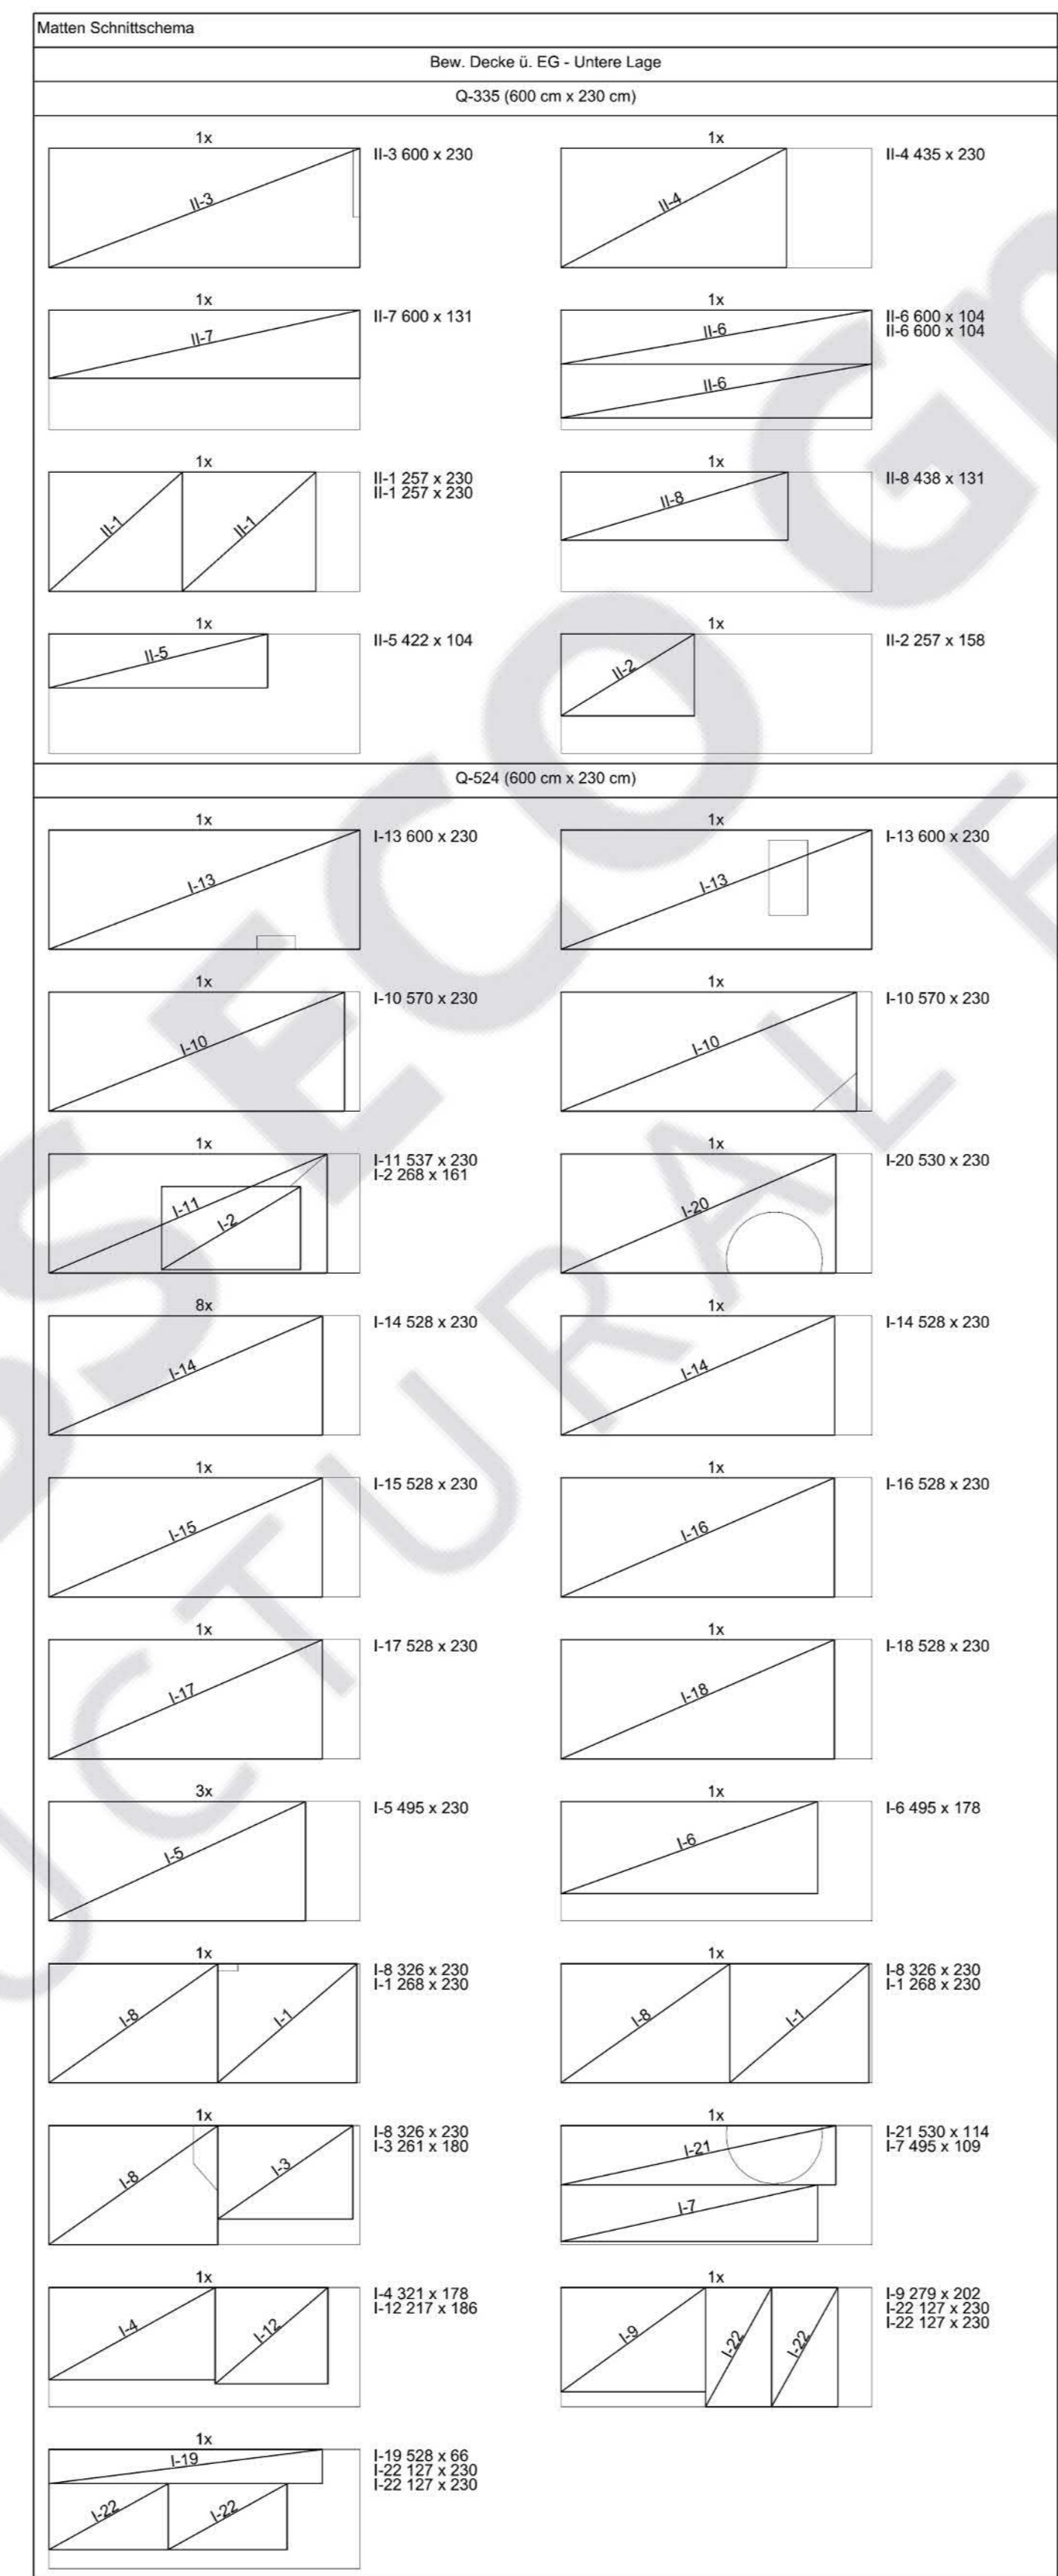 Matten Schnittschema
Bew. Decke ü. EG - Untere Lage
Q-335 (600 cm x 230 cm)
1x
II-3 600 x 230
II-3
1x
II-4 435 x 230
II-4
1x
II-7 600 x 131
II-7
1x
II-6 600 x 104
II-6 600 x 104
II-6
II-6
1x
II-1 257 x 230
II-1 257 x 230
II-1
II-1
1x
II-8 438 x 131
II-8
1x
II-5 422 x 104
II-5
1x
II-2 257 x 158
II-2
Q-524 (600 cm x 230 cm)
1x
I-13 600 x 230
I-13
1x
I-13 600 x 230
I-13
1x
I-10 570 x 230
I-10
1x
I-10 570 x 230
I-10
1x
I-11 537 x 230
I-2 268 x 161
I-11
I-2
1x
I-20 530 x 230
I-20
8x
I-14 528 x 230
I-14
1x
I-14 528 x 230
I-14
1x
I-15 528 x 230
I-15
1x
I-16 528 x 230
I-16
1x
I-17 528 x 230
I-17
1x
I-18 528 x 230
I-18
3x
I-5 495 x 230
I-5
1x
I-6 495 x 178
I-6
1x
I-8 326 x 230
I-1 268 x 230
I-8
I-1
1x
I-8 326 x 230
I-1 268 x 230
I-8
I-1
1x
I-8 326 x 230
I-3 261 x 180
I-8
I-3
1x
I-21 530 x 114
I-7 495 x 109
I-21
I-7
1x
I-4 321 x 178
I-12 217 x 186
I-4
I-12
1x
I-9 279 x 202
I-22 127 x 230
I-22 127 x 230
I-9
I-22
I-22
1x
I-19 528 x 66
I-22 127 x 230
I-22 127 x 230
I-19
I-22
I-22